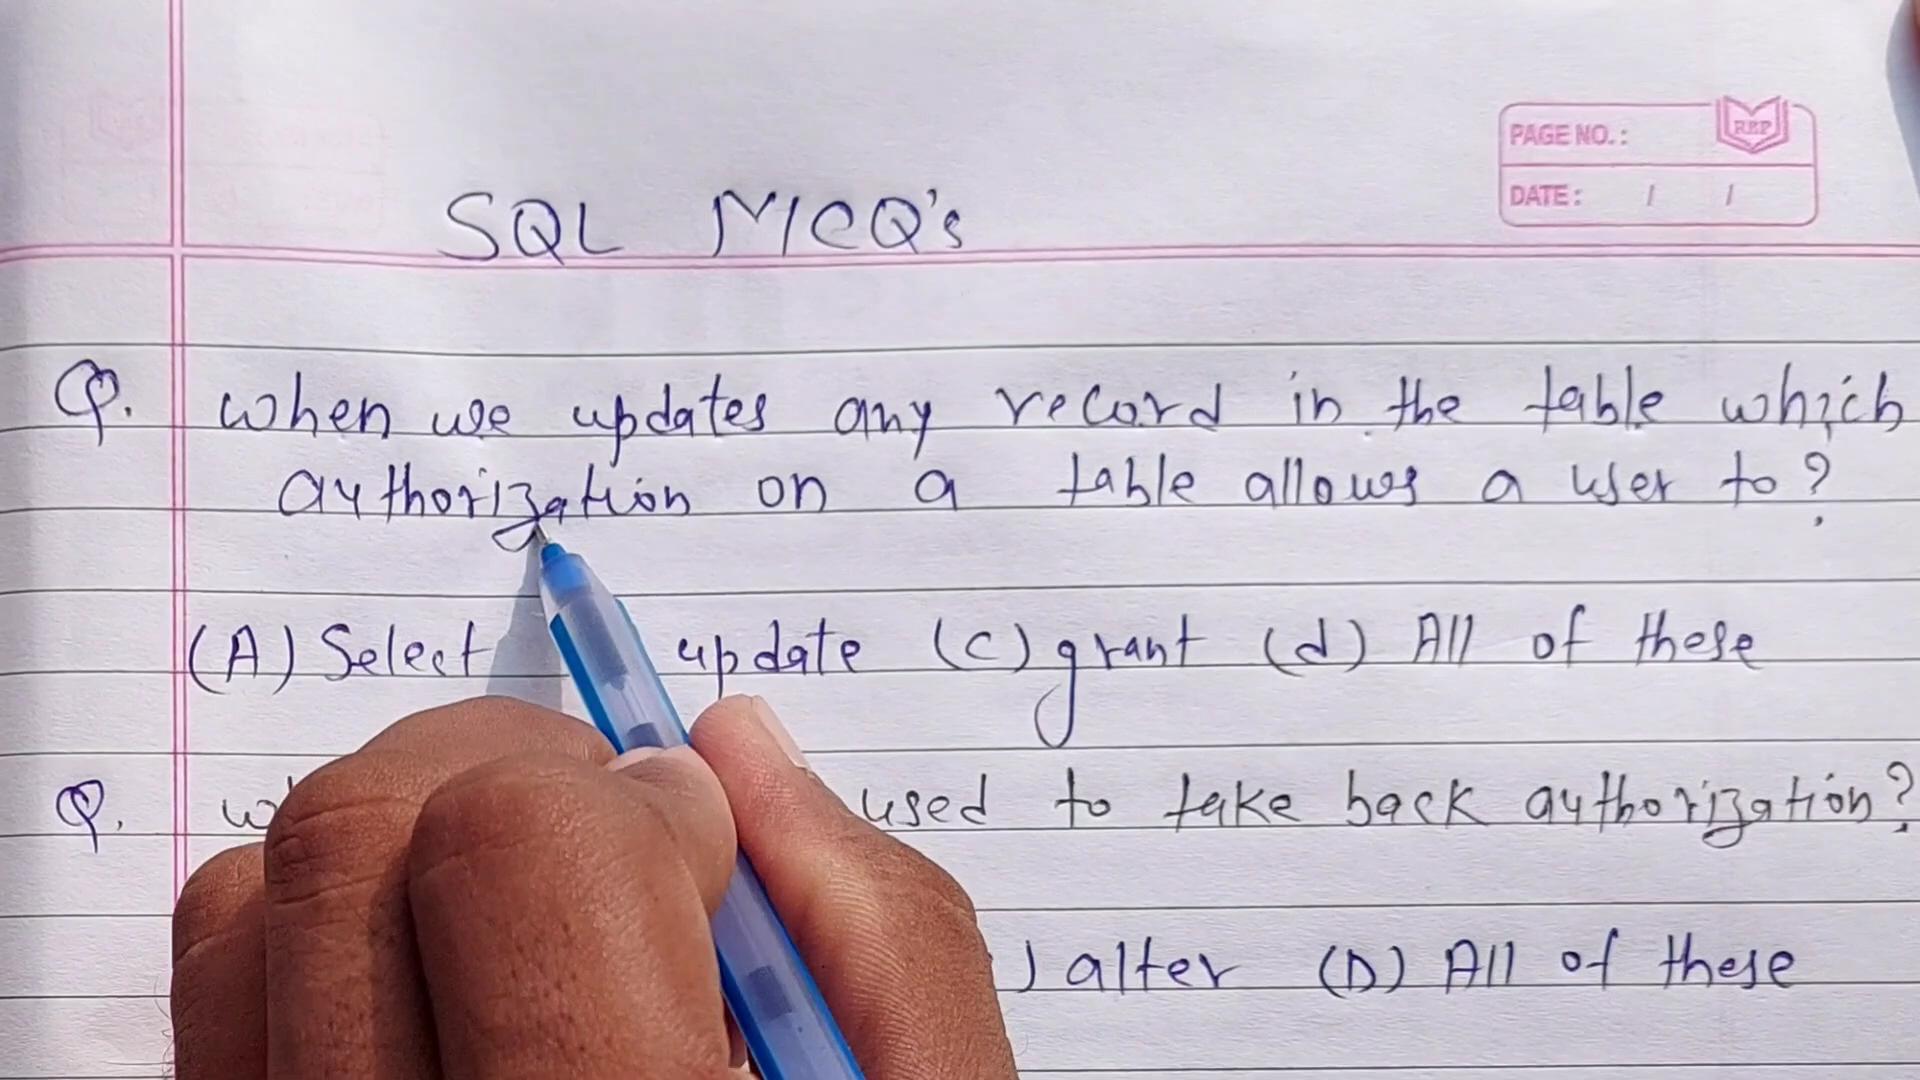 PAGE NO.:
RBP
DATE: / /
SQL MCQ's
Q. When we updates any record in the table which
authorization on a table allows a user to?
(A) Select update (c) grant (d) All of these
Q. used to take back authorization?
) alter (D) All of these